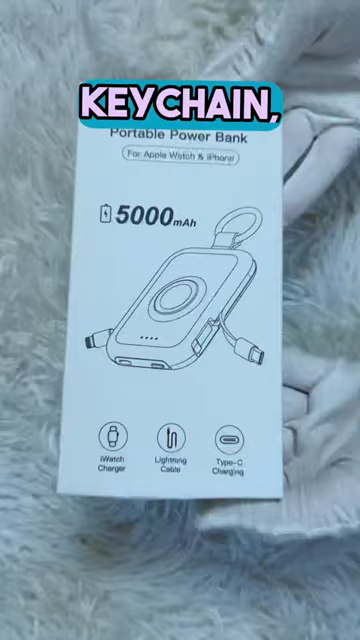 KEYCHAIN,
Portable Power Bank
For Apple Watch & iPhone
5000mAh
iWatch
Charger
Lightning
Cable
Type-C
Charging